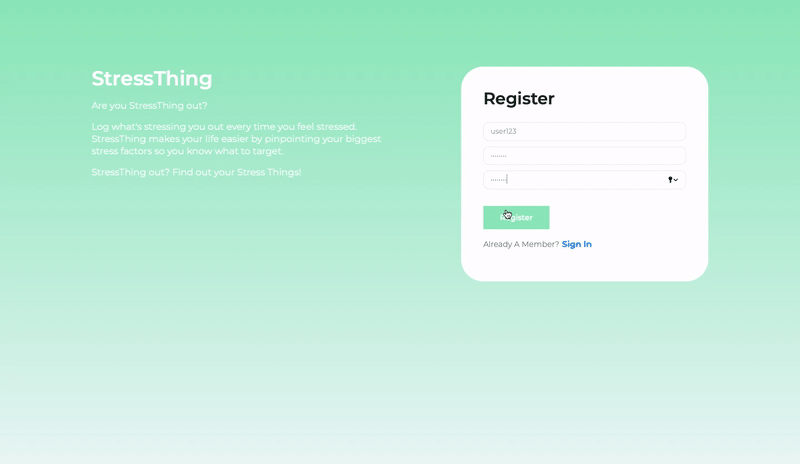 StressThing
Are you StressThing out?
Log what's stressing you out every time you feel stressed.
StressThing makes your life easier by pinpointing your biggest
stress factors so you know what to target.
StressThing out? Find out your Stress Things!
Register
user123
........
........
Register
Already A Member? Sign In